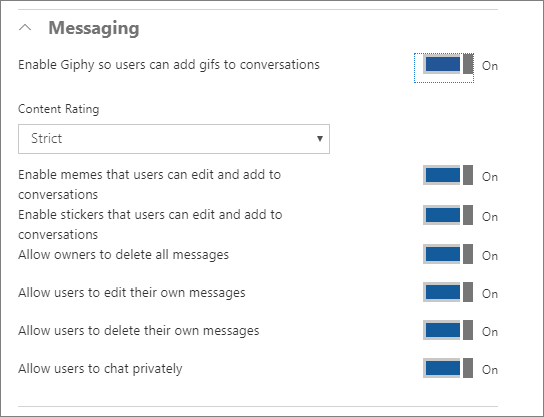 Messaging
Enable Giphy so users can add gifs to conversations On
Content Rating
Strict
Enable memes that users can edit and add to On
conversations
Enable stickers that users can edit and add to On
conversations
Allow owners to delete all messages On
Allow users to edit their own messages On
Allow users to delete their own messages On
Allow users to chat privately On